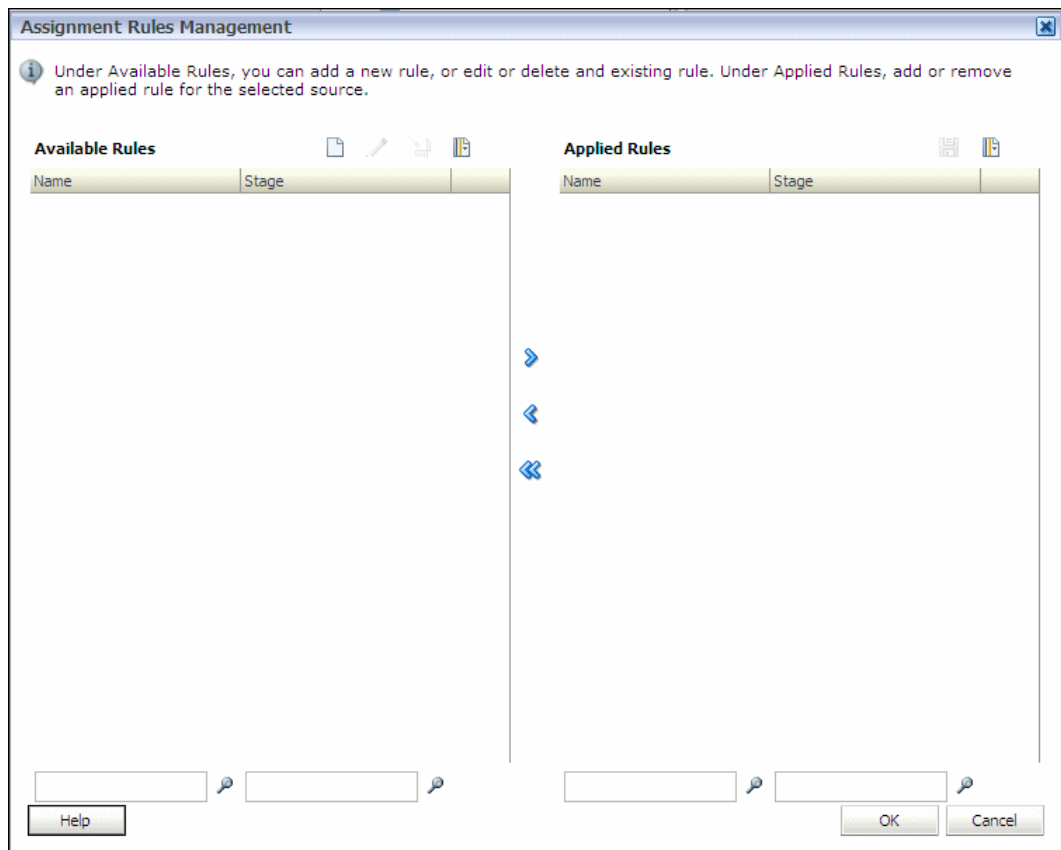 Assignment Rules Management
Under Available Rules, you can add a new rule, or edit or delete and existing rule. Under Applied Rules, add or remove
an applied rule for the selected source.
Available Rules
Applied Rules
Name Stage
Name Stage
Help
OK
Cancel